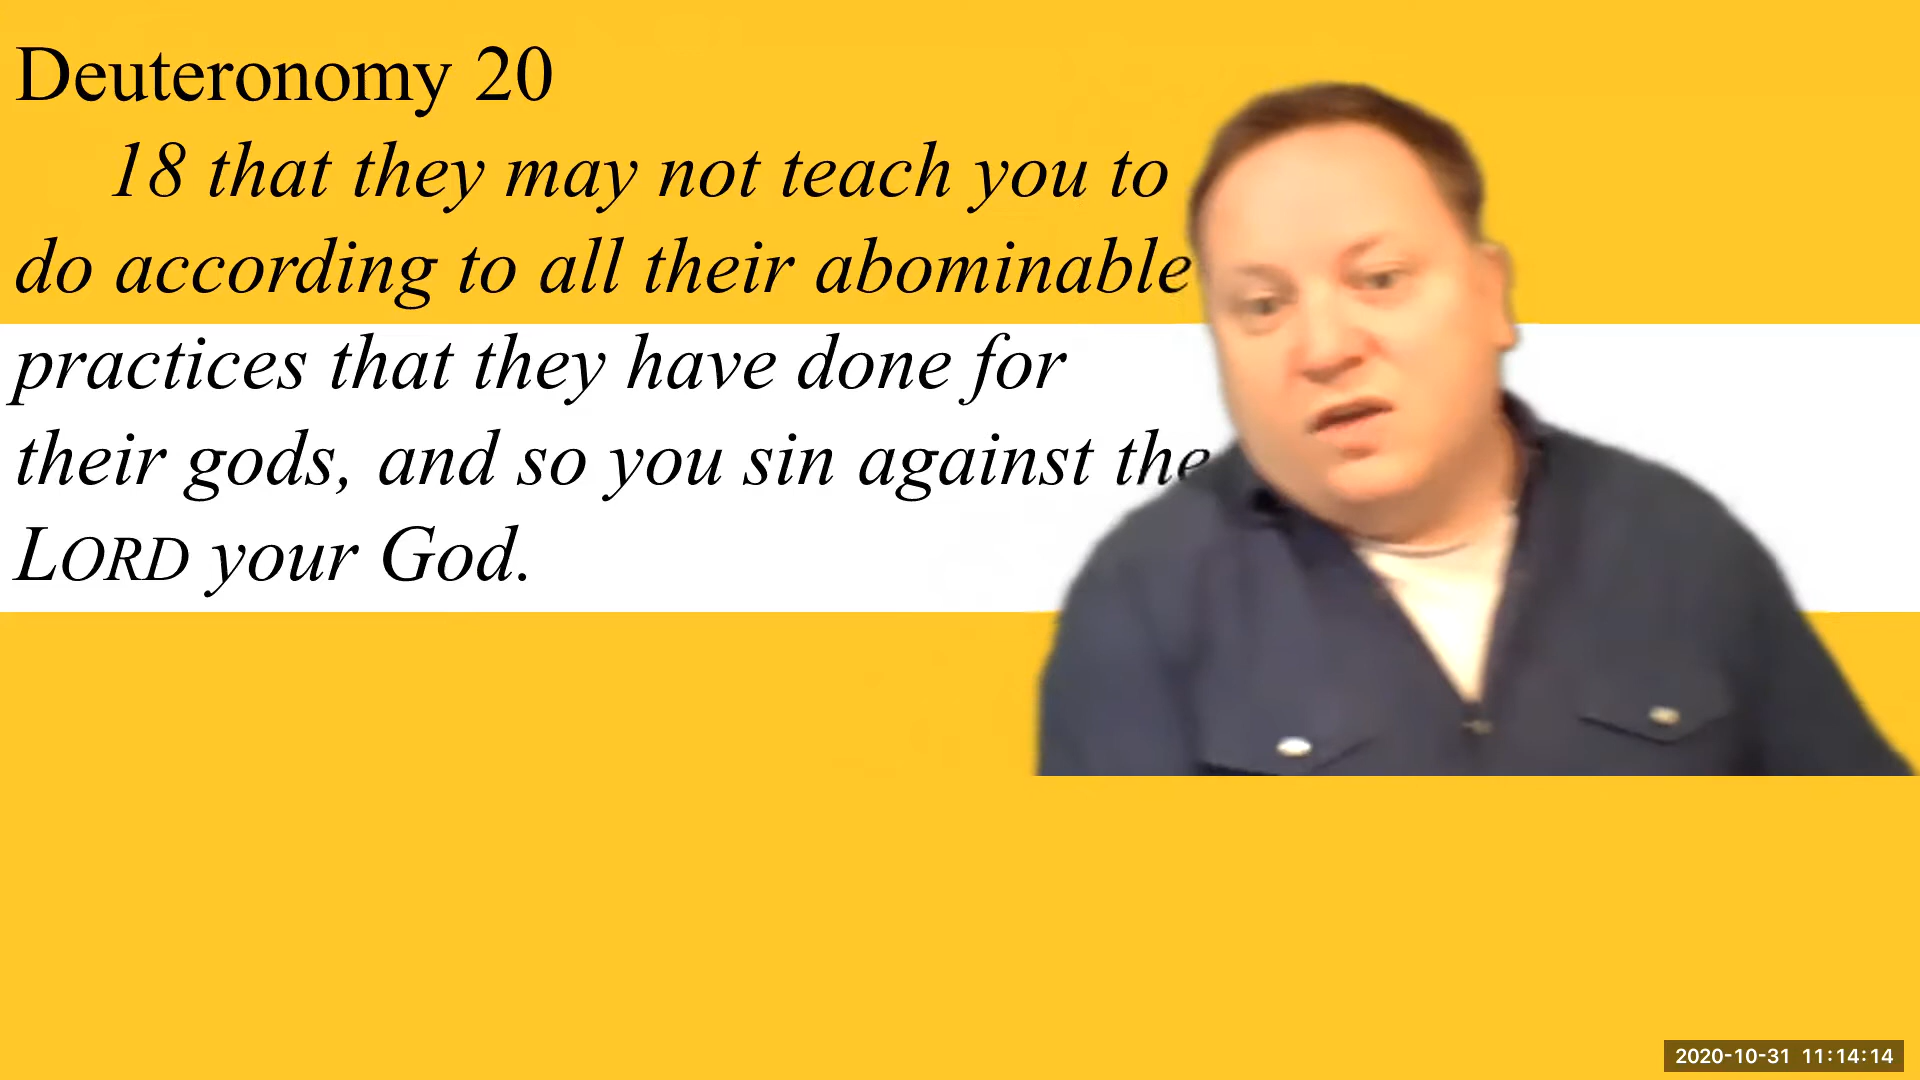 Deuteronomy 20
18 that they may not teach you to
do according to all their abominable
practices that they have done for
their gods, and so you sin against the
LORD your God.
2020-10-31 11:14:14